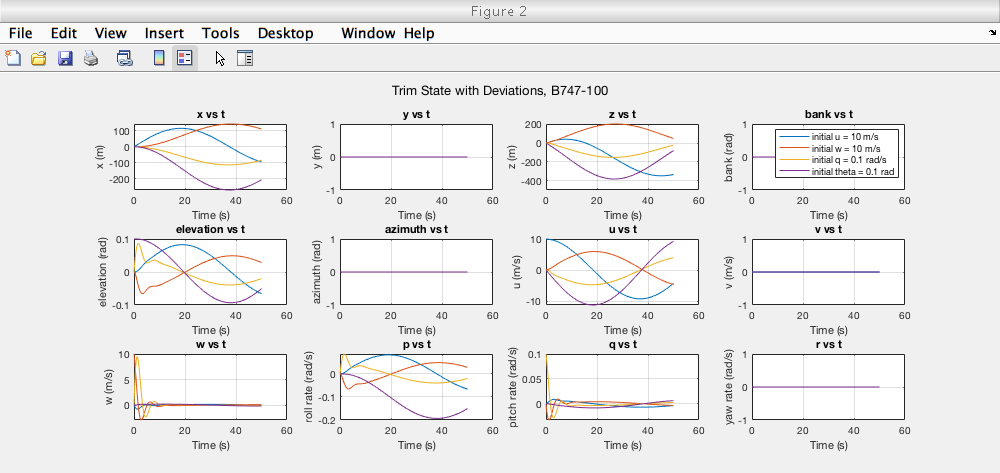 Figure 2
File Edit View Insert Tools Desktop Window Help
Trim State with Deviations, B747-100
x vs t
100
0
-100
-200
x (m)
0 20 40 60
Time (s)
y vs t
1
0
-1
y (m)
0 20 40 60
Time (s)
z vs t
200
0
-200
-400
z (m)
0 20 40 60
Time (s)
bank vs t
1
0
-1
bank (rad)
initial u = 10 m/s
initial w = 10 m/s
initial q = 0.1 rad/s
initial theta = 0.1 rad
0 20 40 60
Time (s)
elevation vs t
0.1
0
-0.1
elevation (rad)
0 20 40 60
Time (s)
azimuth vs t
1
0
-1
azimuth (rad)
0 20 40 60
Time (s)
u vs t
10
0
-10
u (m/s)
0 20 40 60
Time (s)
v vs t
1
0
-1
v (m/s)
0 20 40 60
Time (s)
w vs t
10
5
0
w (m/s)
0 20 40 60
Time (s)
p vs t
0
-0.1
-0.2
roll rate (rad/s)
0 20 40 60
Time (s)
q vs t
0.1
0.05
0
pitch rate (rad/s)
0 20 40 60
Time (s)
r vs t
1
0
-1
yaw rate (rad/s)
0 20 40 60
Time (s)